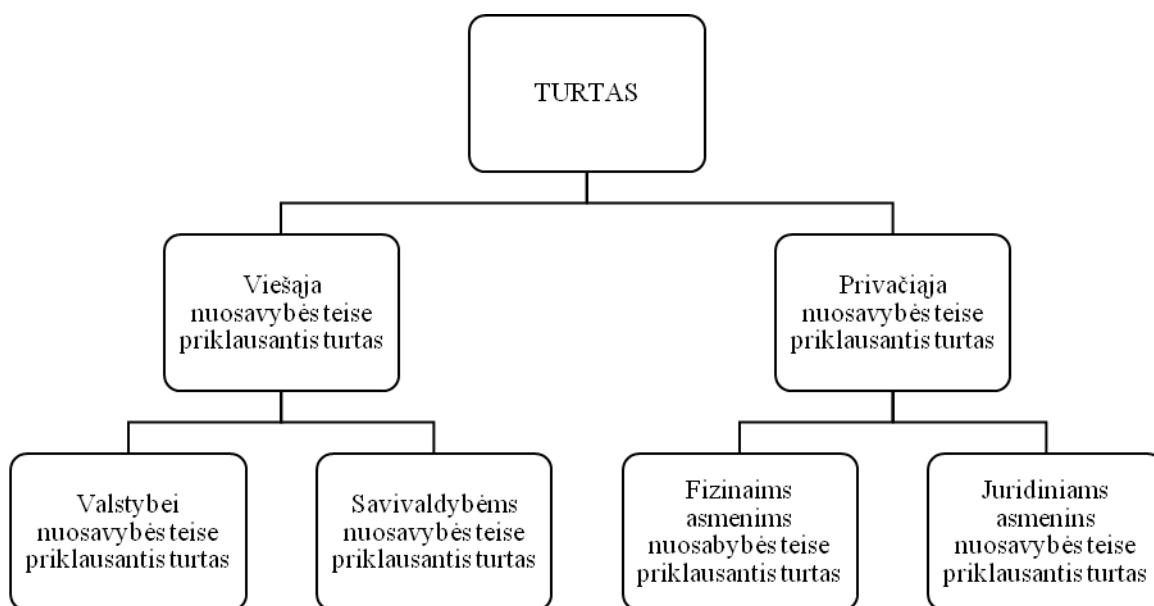 TURTAS
Viešąja
nuosavybės teise
priklausantis turtas
Privačiąja
nuosavybės teise
priklausantis turtas
Valstybei
nuosavybės teise
priklausantis turtas
Savivaldybėms
nuosavybės teise
priklausantis turtas
Fizinaims
asmenims
nuosabybės teise
priklausantis turtas
Juridiniams
asmenins
nuosavybės teise
priklausantis turtas